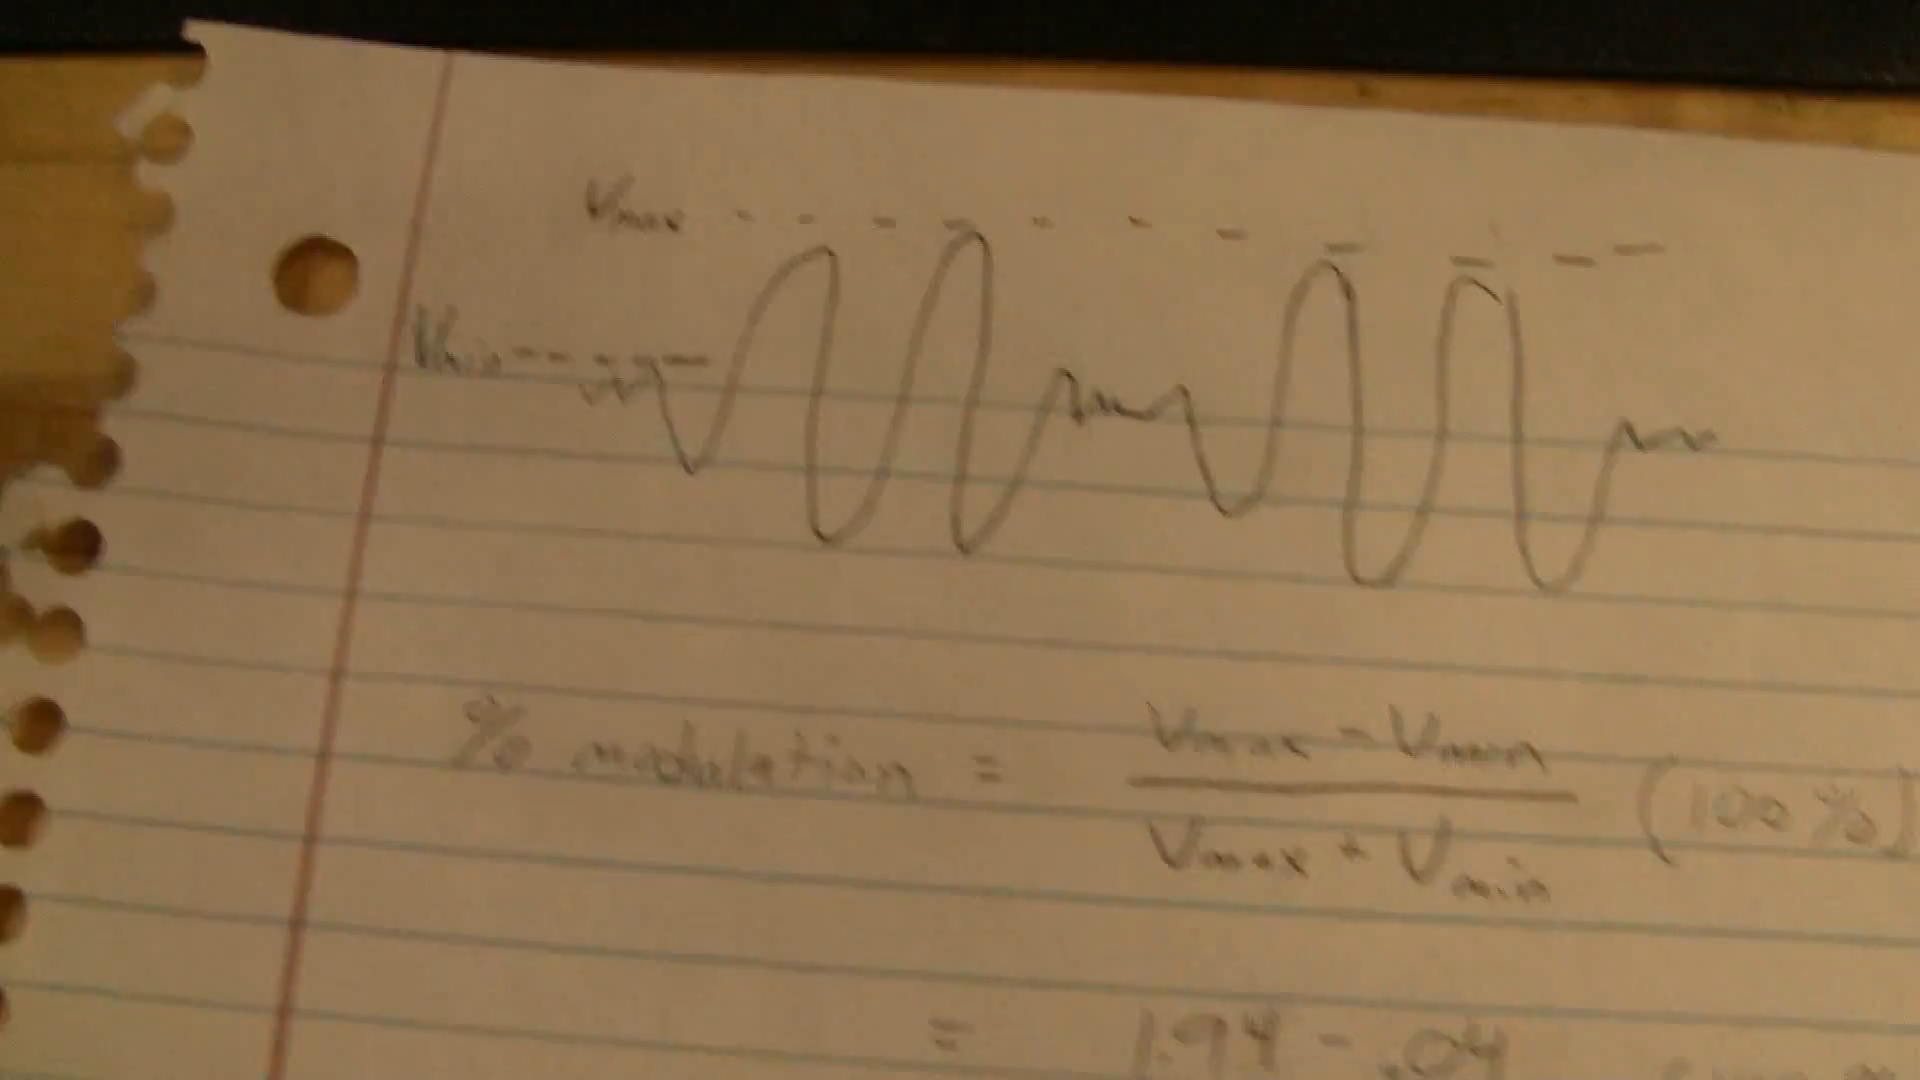 Vmax
Vmin
% modulation = Vmax - Vmin (100%)
Vmax + Vmin
= 1.94 - .04